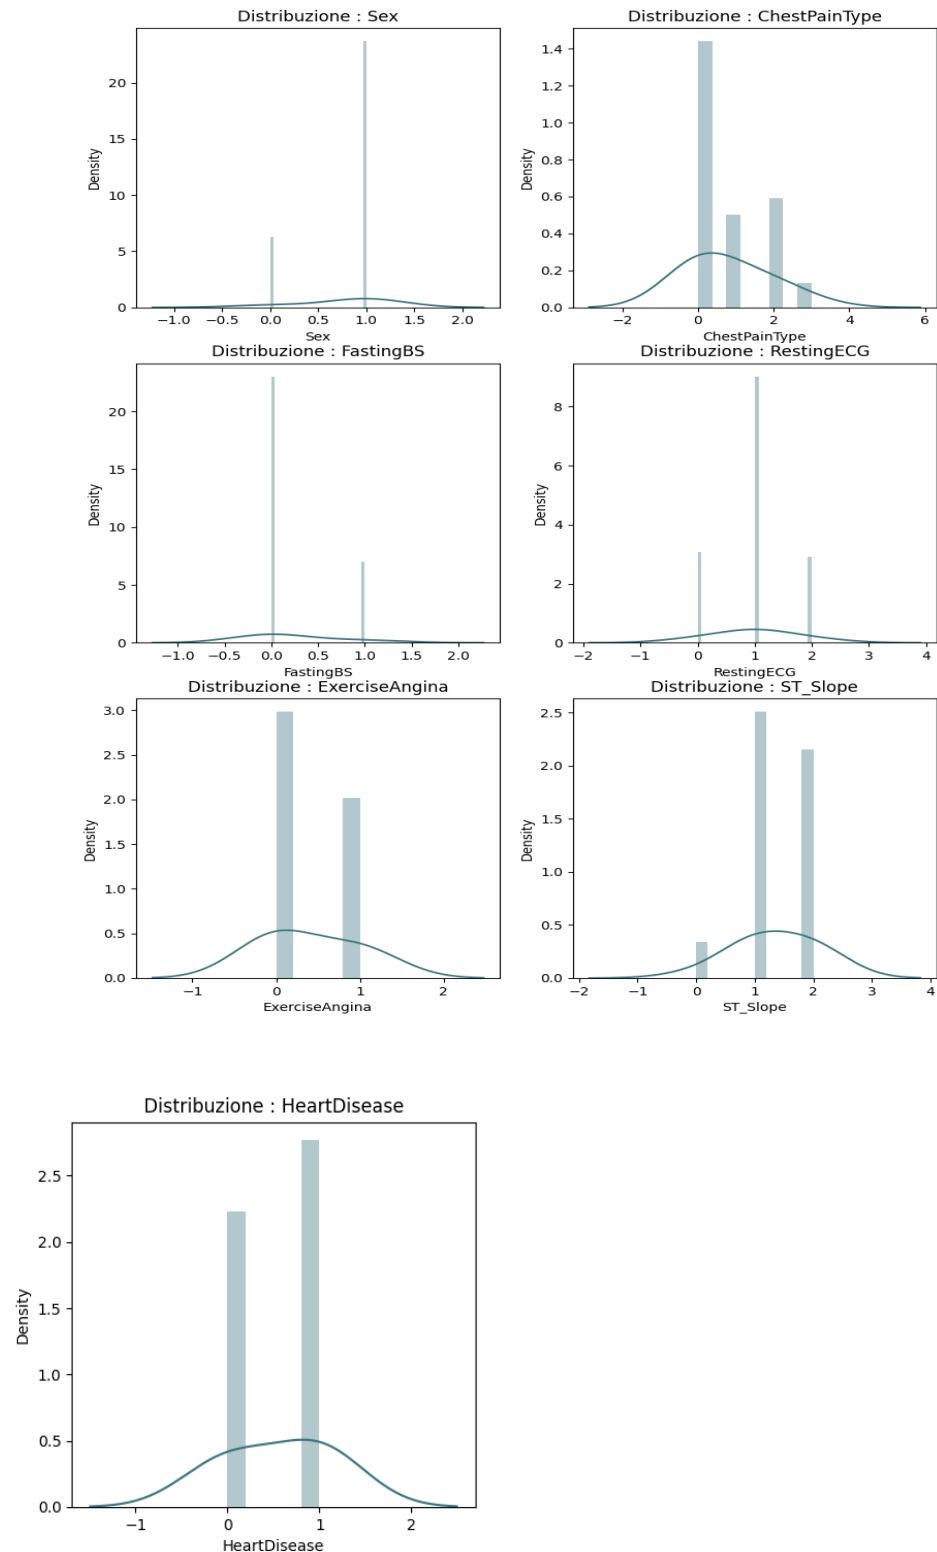 Distribuzione : Sex
Density
20
15
10
5
0
−1.0 −0.5 0.0 0.5 1.0 1.5 2.0
Sex
Distribuzione : ChestPainType
Density
1.4
1.2
1.0
0.8
0.6
0.4
0.2
0.0
−2 0 2 4 6
ChestPainType
Distribuzione : FastingBS
Density
20
15
10
5
0
−1.0 −0.5 0.0 0.5 1.0 1.5 2.0
FastingBS
Distribuzione : RestingECG
Density
8
6
4
2
0
−2 −1 0 1 2 3 4
RestingECG
Distribuzione : ExerciseAngina
Density
3.0
2.5
2.0
1.5
1.0
0.5
0.0
−1 0 1 2
ExerciseAngina
Distribuzione : ST_Slope
Density
2.5
2.0
1.5
1.0
0.5
0.0
−2 −1 0 1 2 3 4
ST_Slope
Distribuzione : HeartDisease
Density
2.5
2.0
1.5
1.0
0.5
0.0
−1 0 1 2
HeartDisease